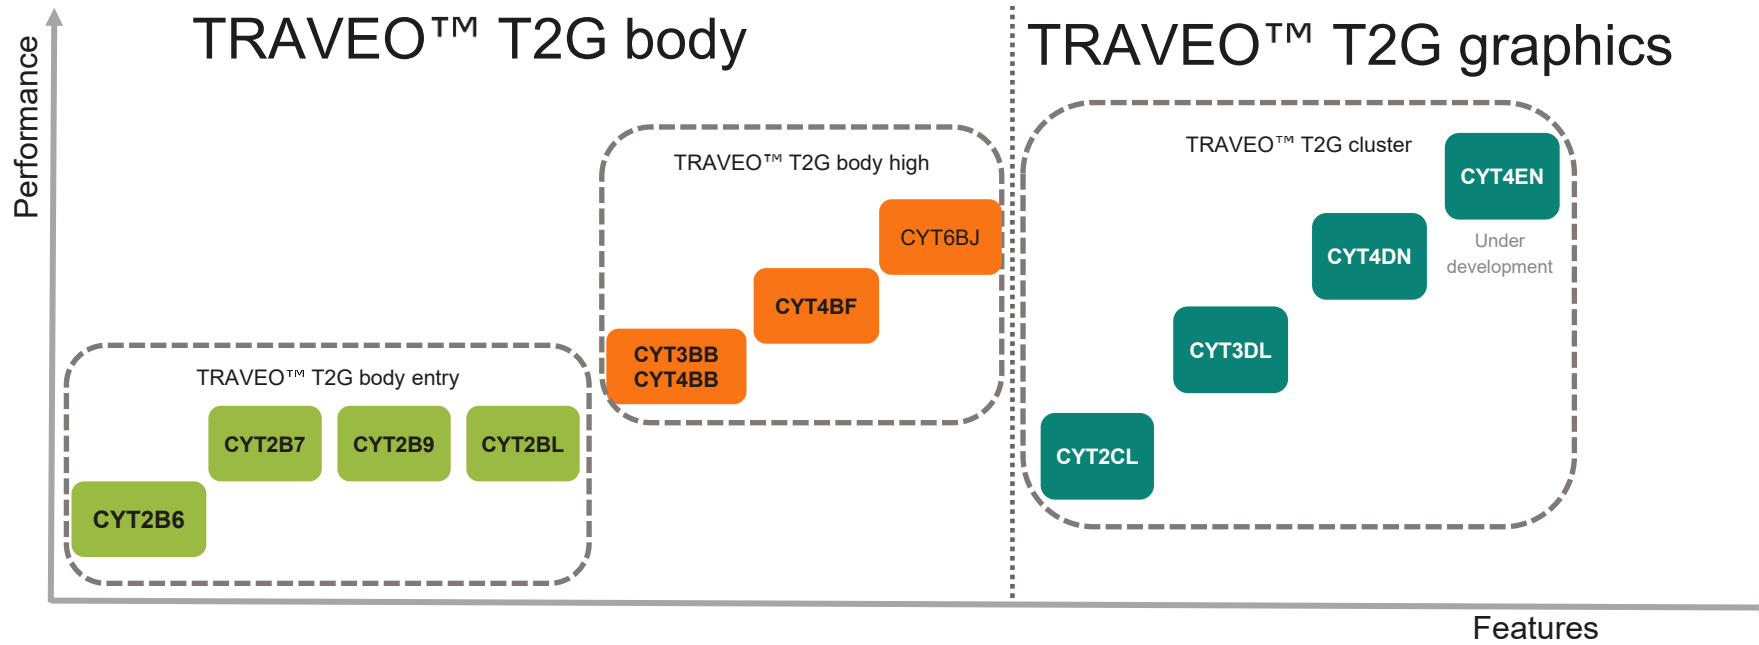 TRAVEO™ T2G body
TRAVEO™ T2G graphics
Performance
TRAVEO™ T2G body entry
CYT2B6
CYT2B7
CYT2B9
CYT2BL
TRAVEO™ T2G body high
CYT3BB
CYT4BB
CYT4BF
CYT6BJ
TRAVEO™ T2G cluster
CYT2CL
CYT3DL
CYT4DN
CYT4EN
Under
development
Features